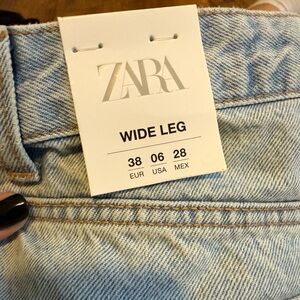 ZARA
WIDE LEG
38 06 28
EUR USA MEX